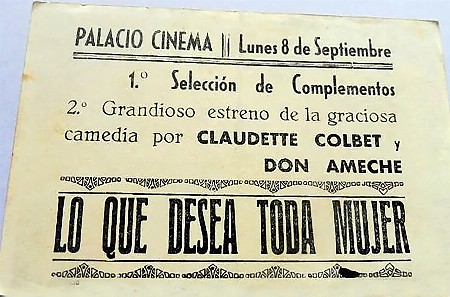 PALACIO CINEMA || Lunes 8 de Septiembre
1.º Selección de Complementos
2.º Grandioso estreno de la graciosa
camedia por CLAUDETTE COLBET y
DON AMECHE
LO QUE DESEA TODA MUJER